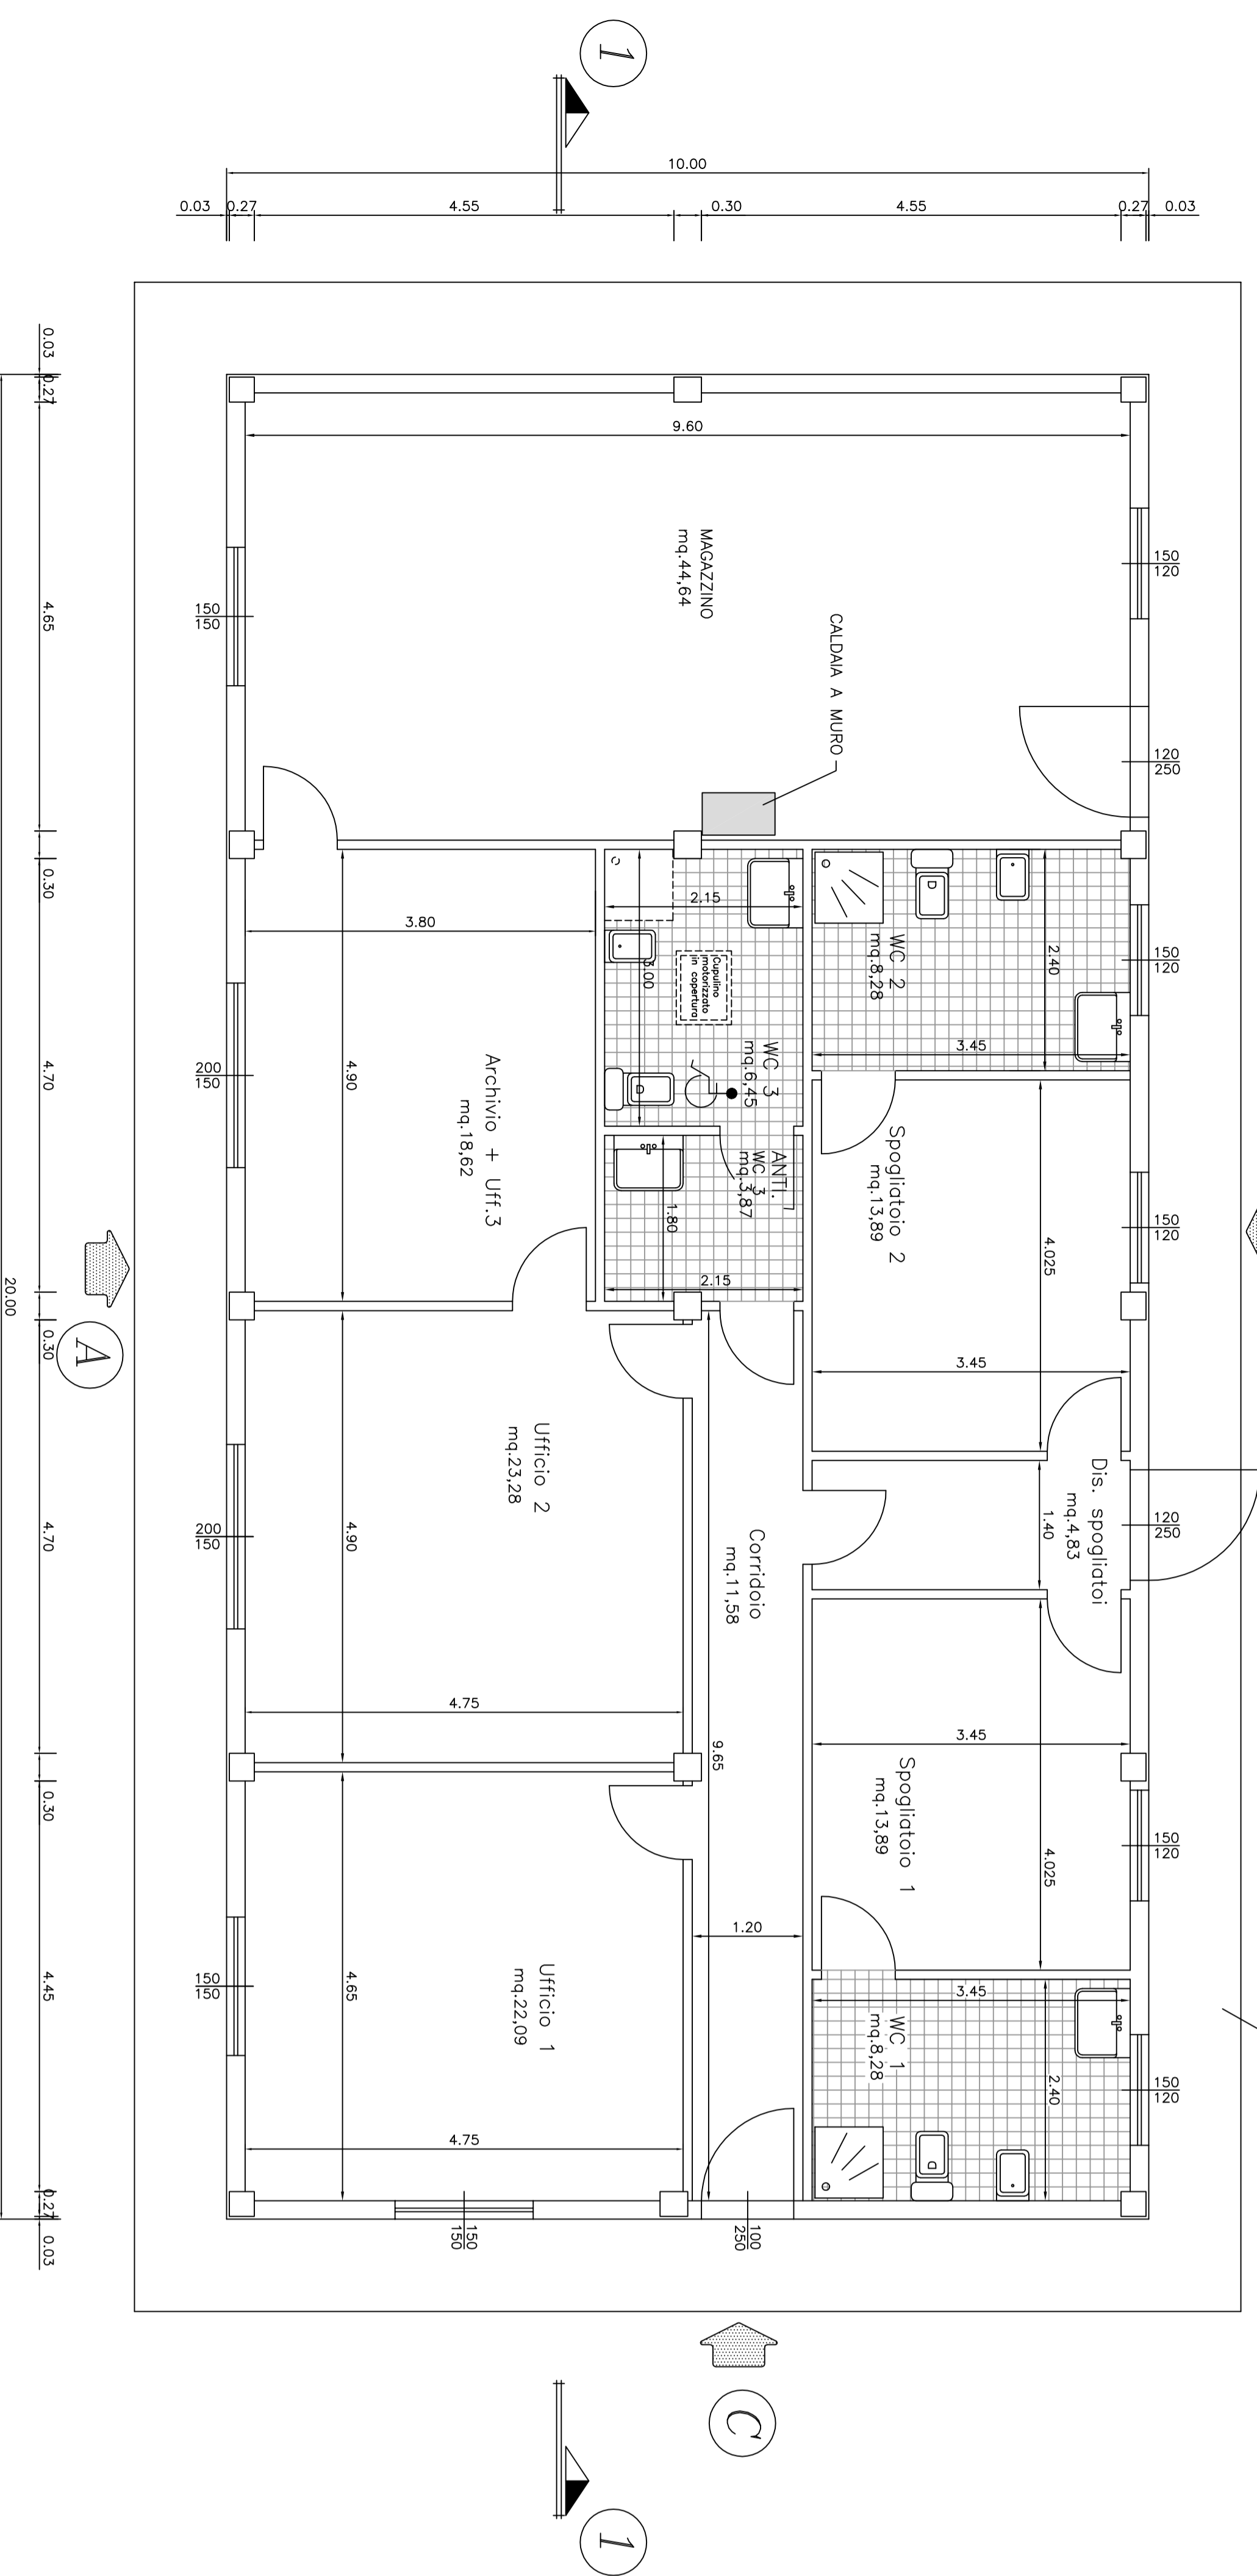 1
10.00
0.03
0.27
4.55
0.30
4.55
0.27
0.03
0.03
0.27
4.65
0.30
4.70
0.30
4.70
0.30
4.45
0.27
0.03
20.00
9.60
MAGAZZINO
mq.44,64
CALDAIA A MURO
150
120
120
250
150
150
150
120
WC 2
mq.8,28
2.40
3.45
2.15
3.00
Cupulino
motorizzato
in copertura
WC 3
mq.6,45
3.80
4.90
Archivio + Uff.3
mq.18,62
200
150
ANTI.
WC 3
mq.3,87
1.80
2.15
Spogliatoio 2
mq.13,89
4.025
3.45
150
120
Dis. spogliatoi
mq.4,83
1.40
120
250
Ufficio 2
mq.23,28
4.90
4.75
200
150
Corridoio
mq.11,58
9.65
1.20
Spogliatoio 1
mq.13,89
3.45
4.025
150
120
Ufficio 1
mq.22,09
4.65
4.75
150
150
WC 1
mq.8,28
3.45
2.40
150
120
150
150
100
250
A
C
1